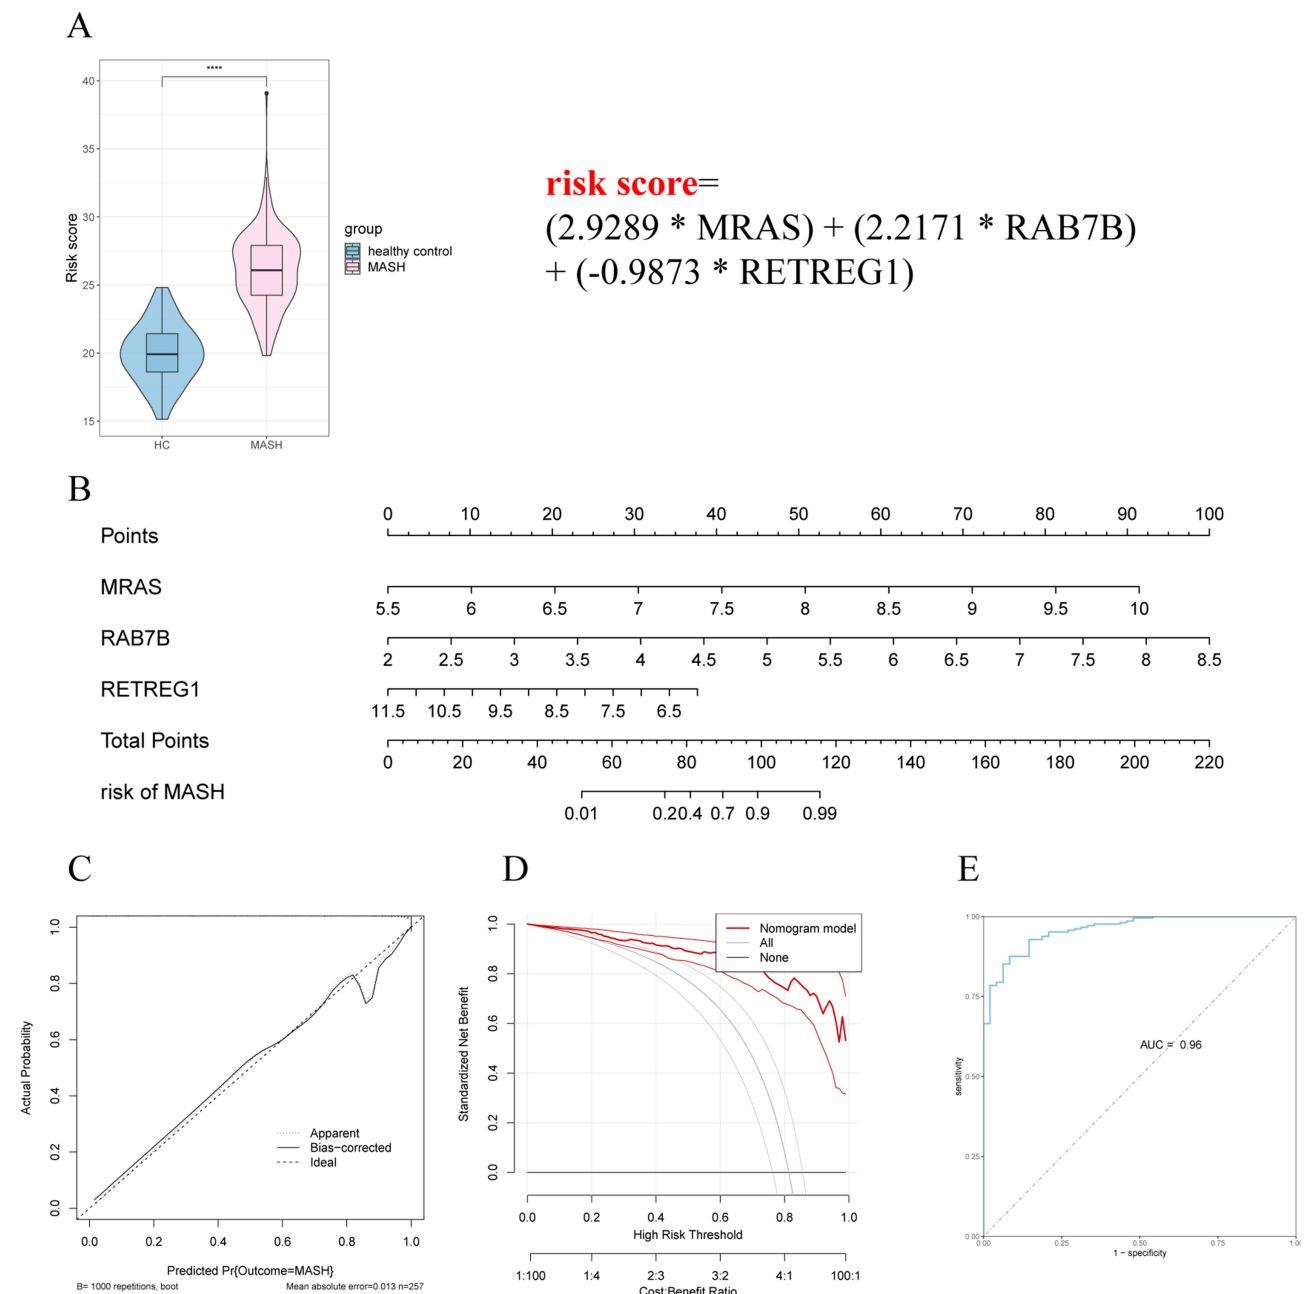 A
****
40
35
30
25
20
15
Risk score
HC MASH
group
healthy control
MASH
risk score=
(2.9289 * MRAS) + (2.2171 * RAB7B)
+ (-0.9873 * RETREG1)
B
0 10 20 30 40 50 60 70 80 90 100
Points
MRAS
5.5 6 6.5 7 7.5 8 8.5 9 9.5 10
RAB7B
2 2.5 3 3.5 4 4.5 5 5.5 6 6.5 7 7.5 8 8.5
RETREG1
11.5 10.5 9.5 8.5 7.5 6.5
Total Points
0 20 40 60 80 100 120 140 160 180 200 220
risk of MASH
0.01 0.20.4 0.7 0.9 0.99
C
1.0
0.8
0.6
0.4
0.2
0.0
Actual Probability
Apparent
Bias−corrected
Ideal
0.0 0.2 0.4 0.6 0.8 1.0
Predicted Pr{Outcome=MASH}
B= 1000 repetitions, boot Mean absolute error=0.013 n=257
D
Nomogram model
All
None
1.0
0.8
0.6
0.4
0.2
0.0
Standardized Net Benefit
0.0 0.2 0.4 0.6 0.8 1.0
High Risk Threshold
1:100 1:4 2:3 3:2 4:1 100:1
Cost:Benefit Ratio
E
1.00
0.75
0.50
0.25
0.00
sensitivity
AUC = 0.96
0.00 0.25 0.50 0.75 1.00
1 − specificity